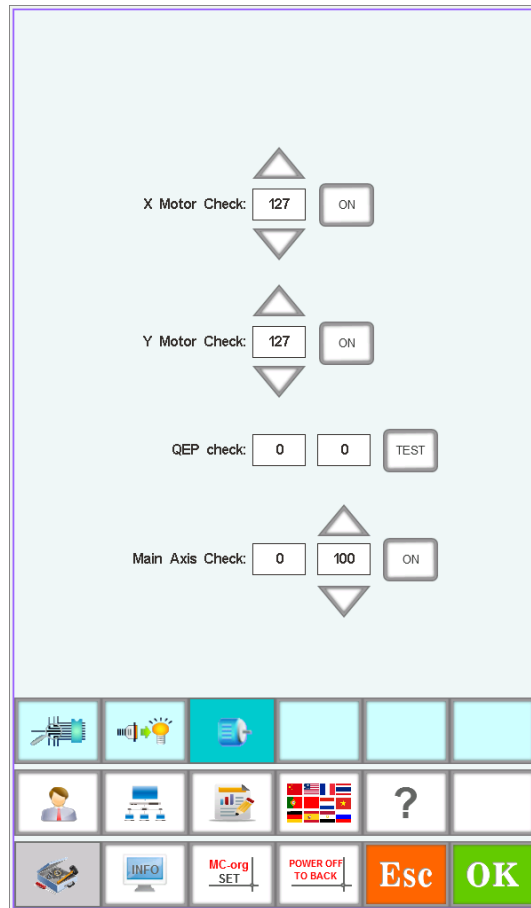 X Motor Check: 127 ON
Y Motor Check: 127 ON
QEP check: 0 0 TEST
Main Axis Check: 0 100 ON
?
INFO
MC-org
SET
POWER OFF
TO BACK
Esc
OK